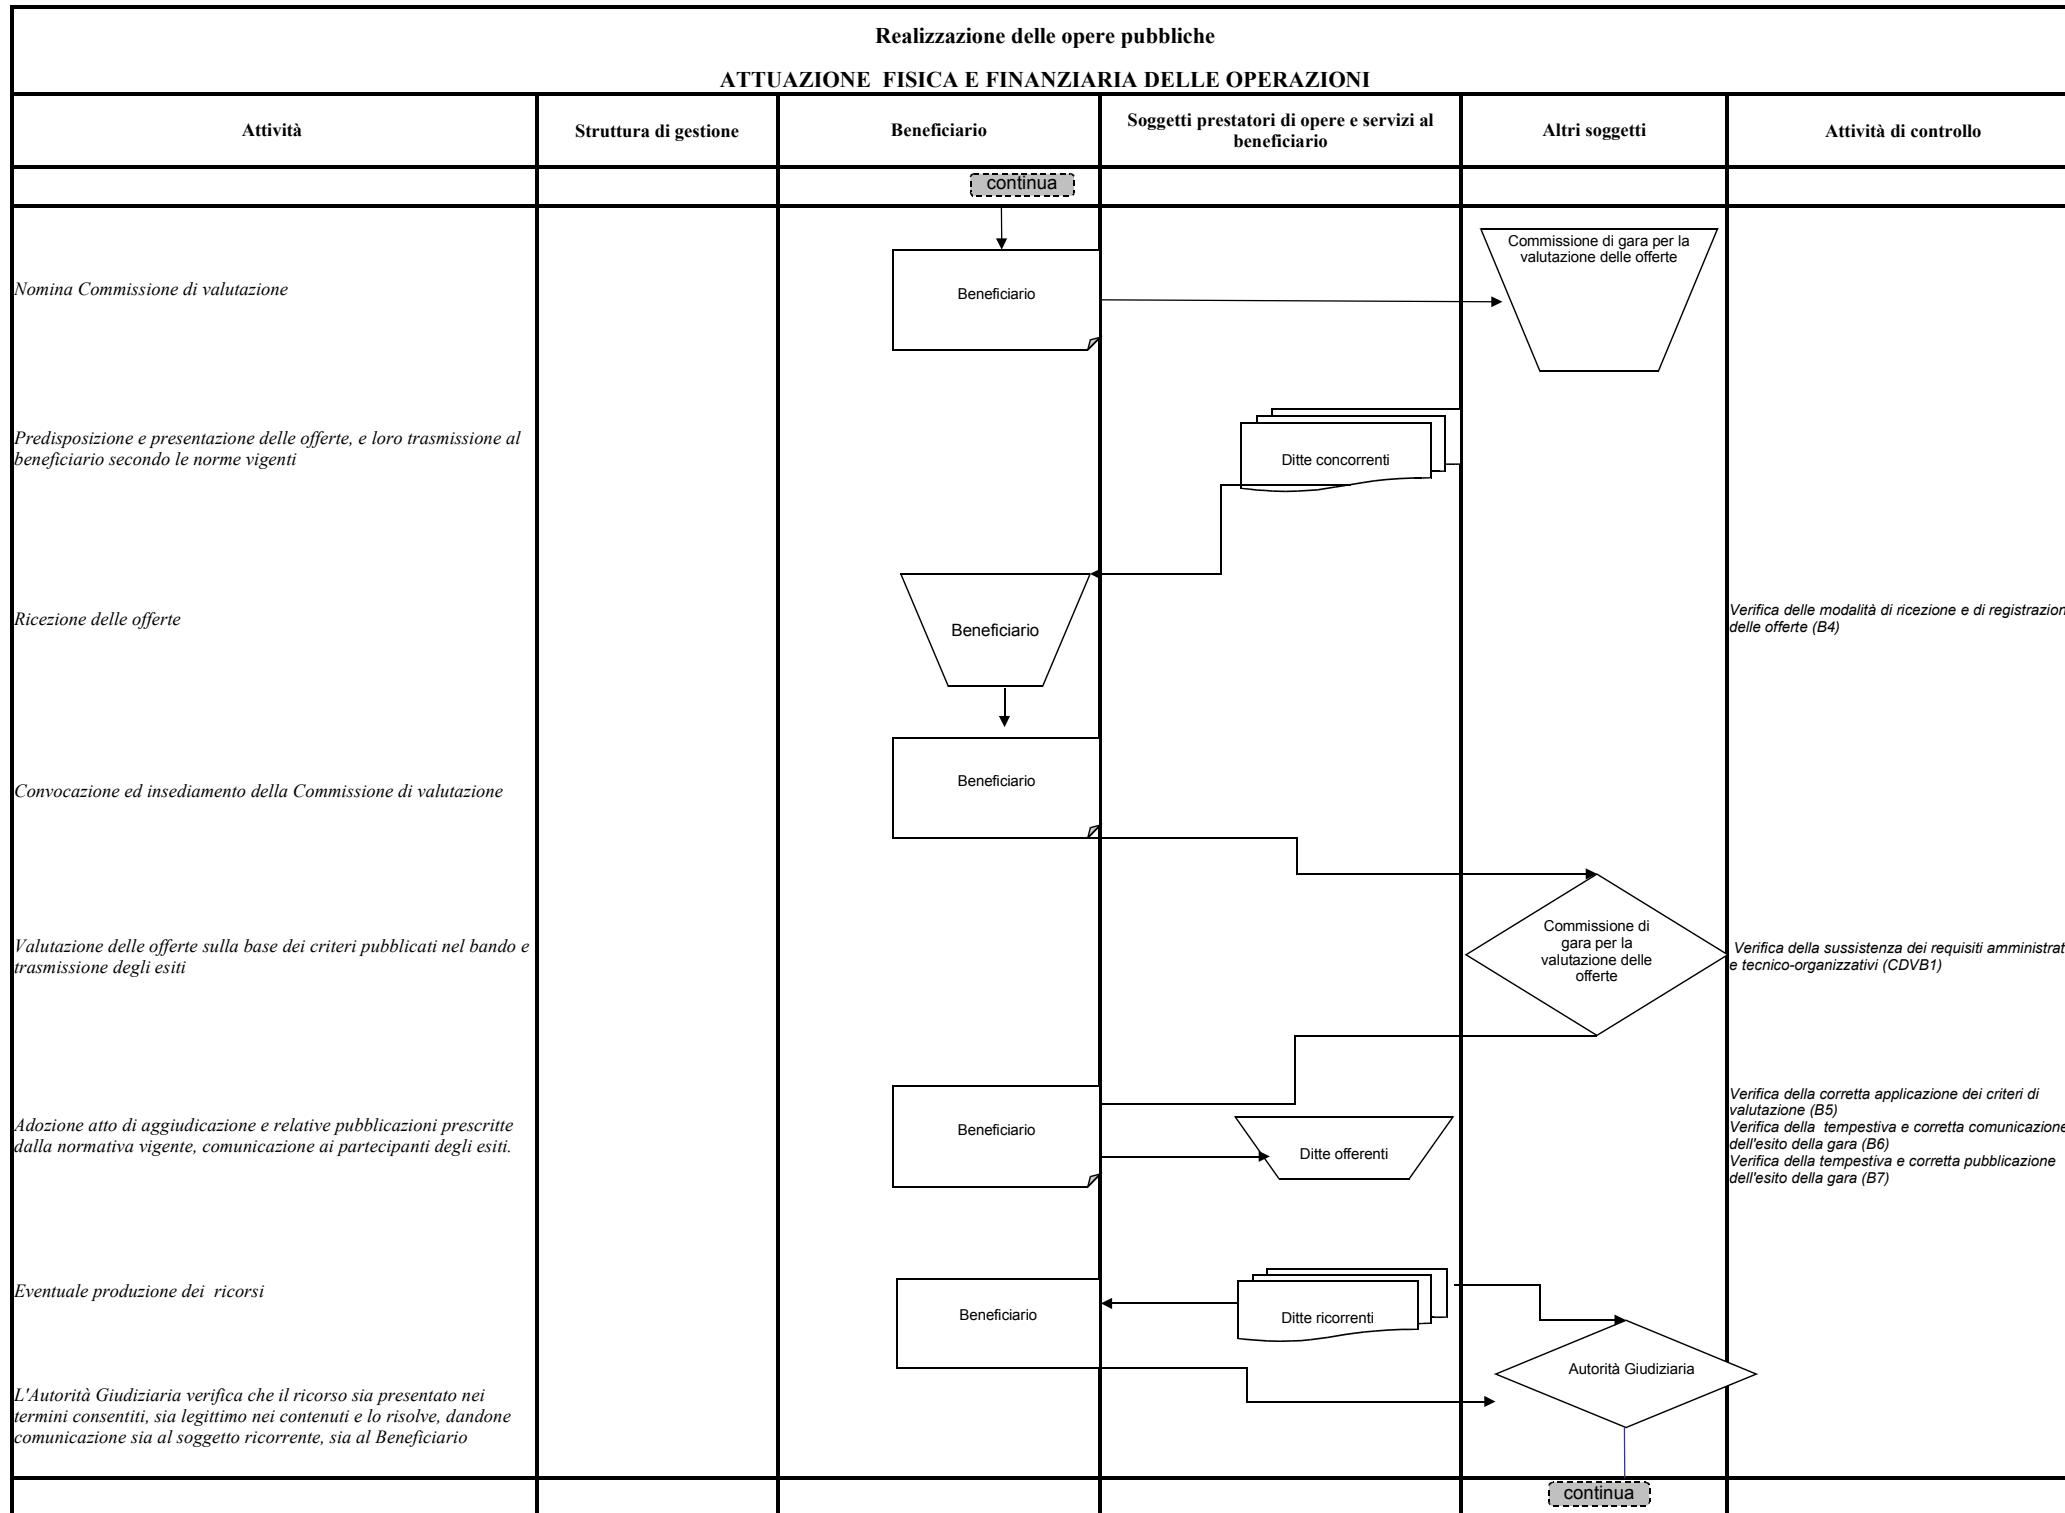 Realizzazione delle opere pubbliche
ATTUAZIONE FISICA E FINANZIARIA DELLE OPERAZIONI
Attività
Struttura di gestione
Beneficiario
Soggetti prestatori di opere e servizi al
beneficiario
Altri soggetti
Attività di controllo
continua
Nomina Commissione di valutazione
Beneficiario
Commissione di gara per la
valutazione delle offerte
Predisposizione e presentazione delle offerte, e loro trasmissione al
beneficiario secondo le norme vigenti
Ditte concorrenti
Ricezione delle offerte
Beneficiario
Verifica delle modalità di ricezione e di registrazion
delle offerte (B4)
Convocazione ed insediamento della Commissione di valutazione
Beneficiario
Valutazione delle offerte sulla base dei criteri pubblicati nel bando e
trasmissione degli esiti
Commissione di
gara per la
valutazione delle
offerte
Verifica della sussistenza dei requisiti amministrat
e tecnico-organizzativi (CDVB1)
Adozione atto di aggiudicazione e relative pubblicazioni prescritte
dalla normativa vigente, comunicazione ai partecipanti degli esiti.
Beneficiario
Ditte offerenti
Verifica della corretta applicazione dei criteri di
valutazione (B5)
Verifica della tempestiva e corretta comunicazione
dell'esito della gara (B6)
Verifica della tempestiva e corretta pubblicazione
dell'esito della gara (B7)
Eventuale produzione dei ricorsi
Beneficiario
Ditte ricorrenti
Autorità Giudiziaria
L'Autorità Giudiziaria verifica che il ricorso sia presentato nei
termini consentiti, sia legittimo nei contenuti e lo risolve, dandone
comunicazione sia al soggetto ricorrente, sia al Beneficiario
continua